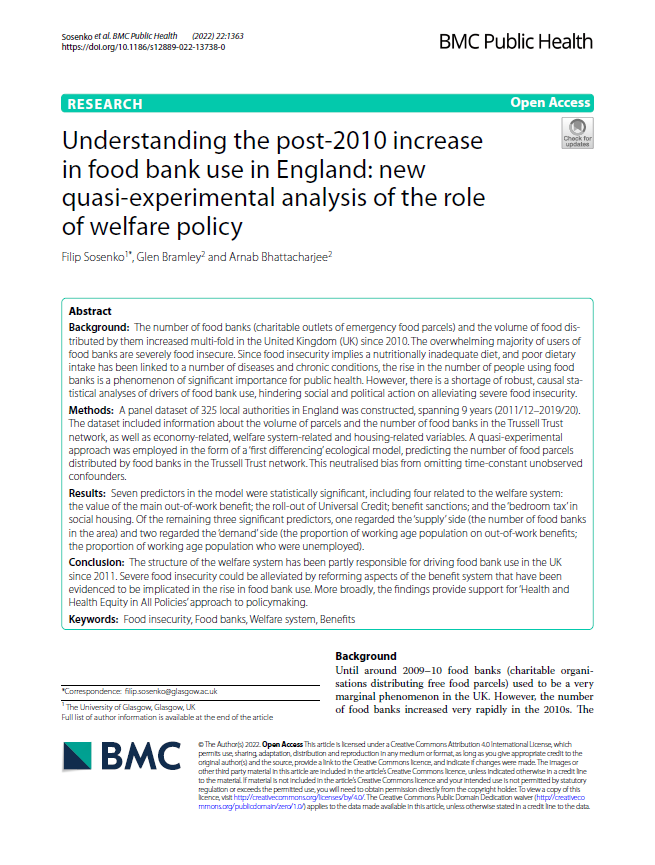 Sosenko et al. BMC Public Health (2022) 22:1363
https://doi.org/10.1186/s12889-022-13738-0
BMC Public Health
RESEARCH
Open Access
Check for
updates
Understanding the post-2010 increase
in food bank use in England: new
quasi-experimental analysis of the role
of welfare policy
Filip Sosenko1*, Glen Bramley2 and Arnab Bhattacharjee2
Abstract
Background: The number of food banks (charitable outlets of emergency food parcels) and the volume of food dis-
tributed by them increased multi-fold in the United Kingdom (UK) since 2010. The overwhelming majority of users of
food banks are severely food insecure. Since food insecurity implies a nutritionally inadequate diet, and poor dietary
intake has been linked to a number of diseases and chronic conditions, the rise in the number of people using food
banks is a phenomenon of significant importance for public health. However, there is a shortage of robust, causal sta-
tistical analyses of drivers of food bank use, hindering social and political action on alleviating severe food insecurity.
Methods: A panel dataset of 325 local authorities in England was constructed, spanning 9 years (2011/12–2019/20).
The dataset included information about the volume of parcels and the number of food banks in the Trussell Trust
network, as well as economy-related, welfare system-related and housing-related variables. A quasi-experimental
approach was employed in the form of a 'first differencing' ecological model, predicting the number of food parcels
distributed by food banks in the Trussell Trust network. This neutralised bias from omitting time-constant unobserved
confounders.
Results: Seven predictors in the model were statistically significant, including four related to the welfare system:
the value of the main out-of-work benefit; the roll-out of Universal Credit; benefit sanctions; and the 'bedroom tax' in
social housing. Of the remaining three significant predictors, one regarded the 'supply' side (the number of food banks
in the area) and two regarded the 'demand' side (the proportion of working age population on out-of-work benefits;
the proportion of working age population who were unemployed).
Conclusion: The structure of the welfare system has been partly responsible for driving food bank use in the UK
since 2011. Severe food insecurity could be alleviated by reforming aspects of the benefit system that have been
evidenced to be implicated in the rise in food bank use. More broadly, the findings provide support for 'Health and
Health Equity in All Policies' approach to policymaking.
Keywords: Food insecurity, Food banks, Welfare system, Benefits
Background
Until around 2009–10 food banks (charitable organi-
sations distributing free food parcels) used to be a very
marginal phenomenon in the UK. However, the number
of food banks increased very rapidly in the 2010s. The
*Correspondence: filip.sosenko@glasgow.ac.uk
1 The University of Glasgow, Glasgow, UK
Full list of author information is available at the end of the article
BMC
© The Author(s) 2022. Open Access This article is licensed under a Creative Commons Attribution 4.0 International License, which
permits use, sharing, adaptation, distribution and reproduction in any medium or format, as long as you give appropriate credit to the
original author(s) and the source, provide a link to the Creative Commons licence, and indicate if changes were made. The images or
other third party material in this article are included in the article's Creative Commons licence, unless indicated otherwise in a credit line
to the material. If material is not included in the article's Creative Commons licence and your intended use is not permitted by statutory
regulation or exceeds the permitted use, you will need to obtain permission directly from the copyright holder. To view a copy of this
licence, visit http://creativecommons.org/licenses/by/4.0/. The Creative Commons Public Domain Dedication waiver (http://creativeco
mmons.org/publicdomain/zero/1.0/) applies to the data made available in this article, unless otherwise stated in a credit line to the data.